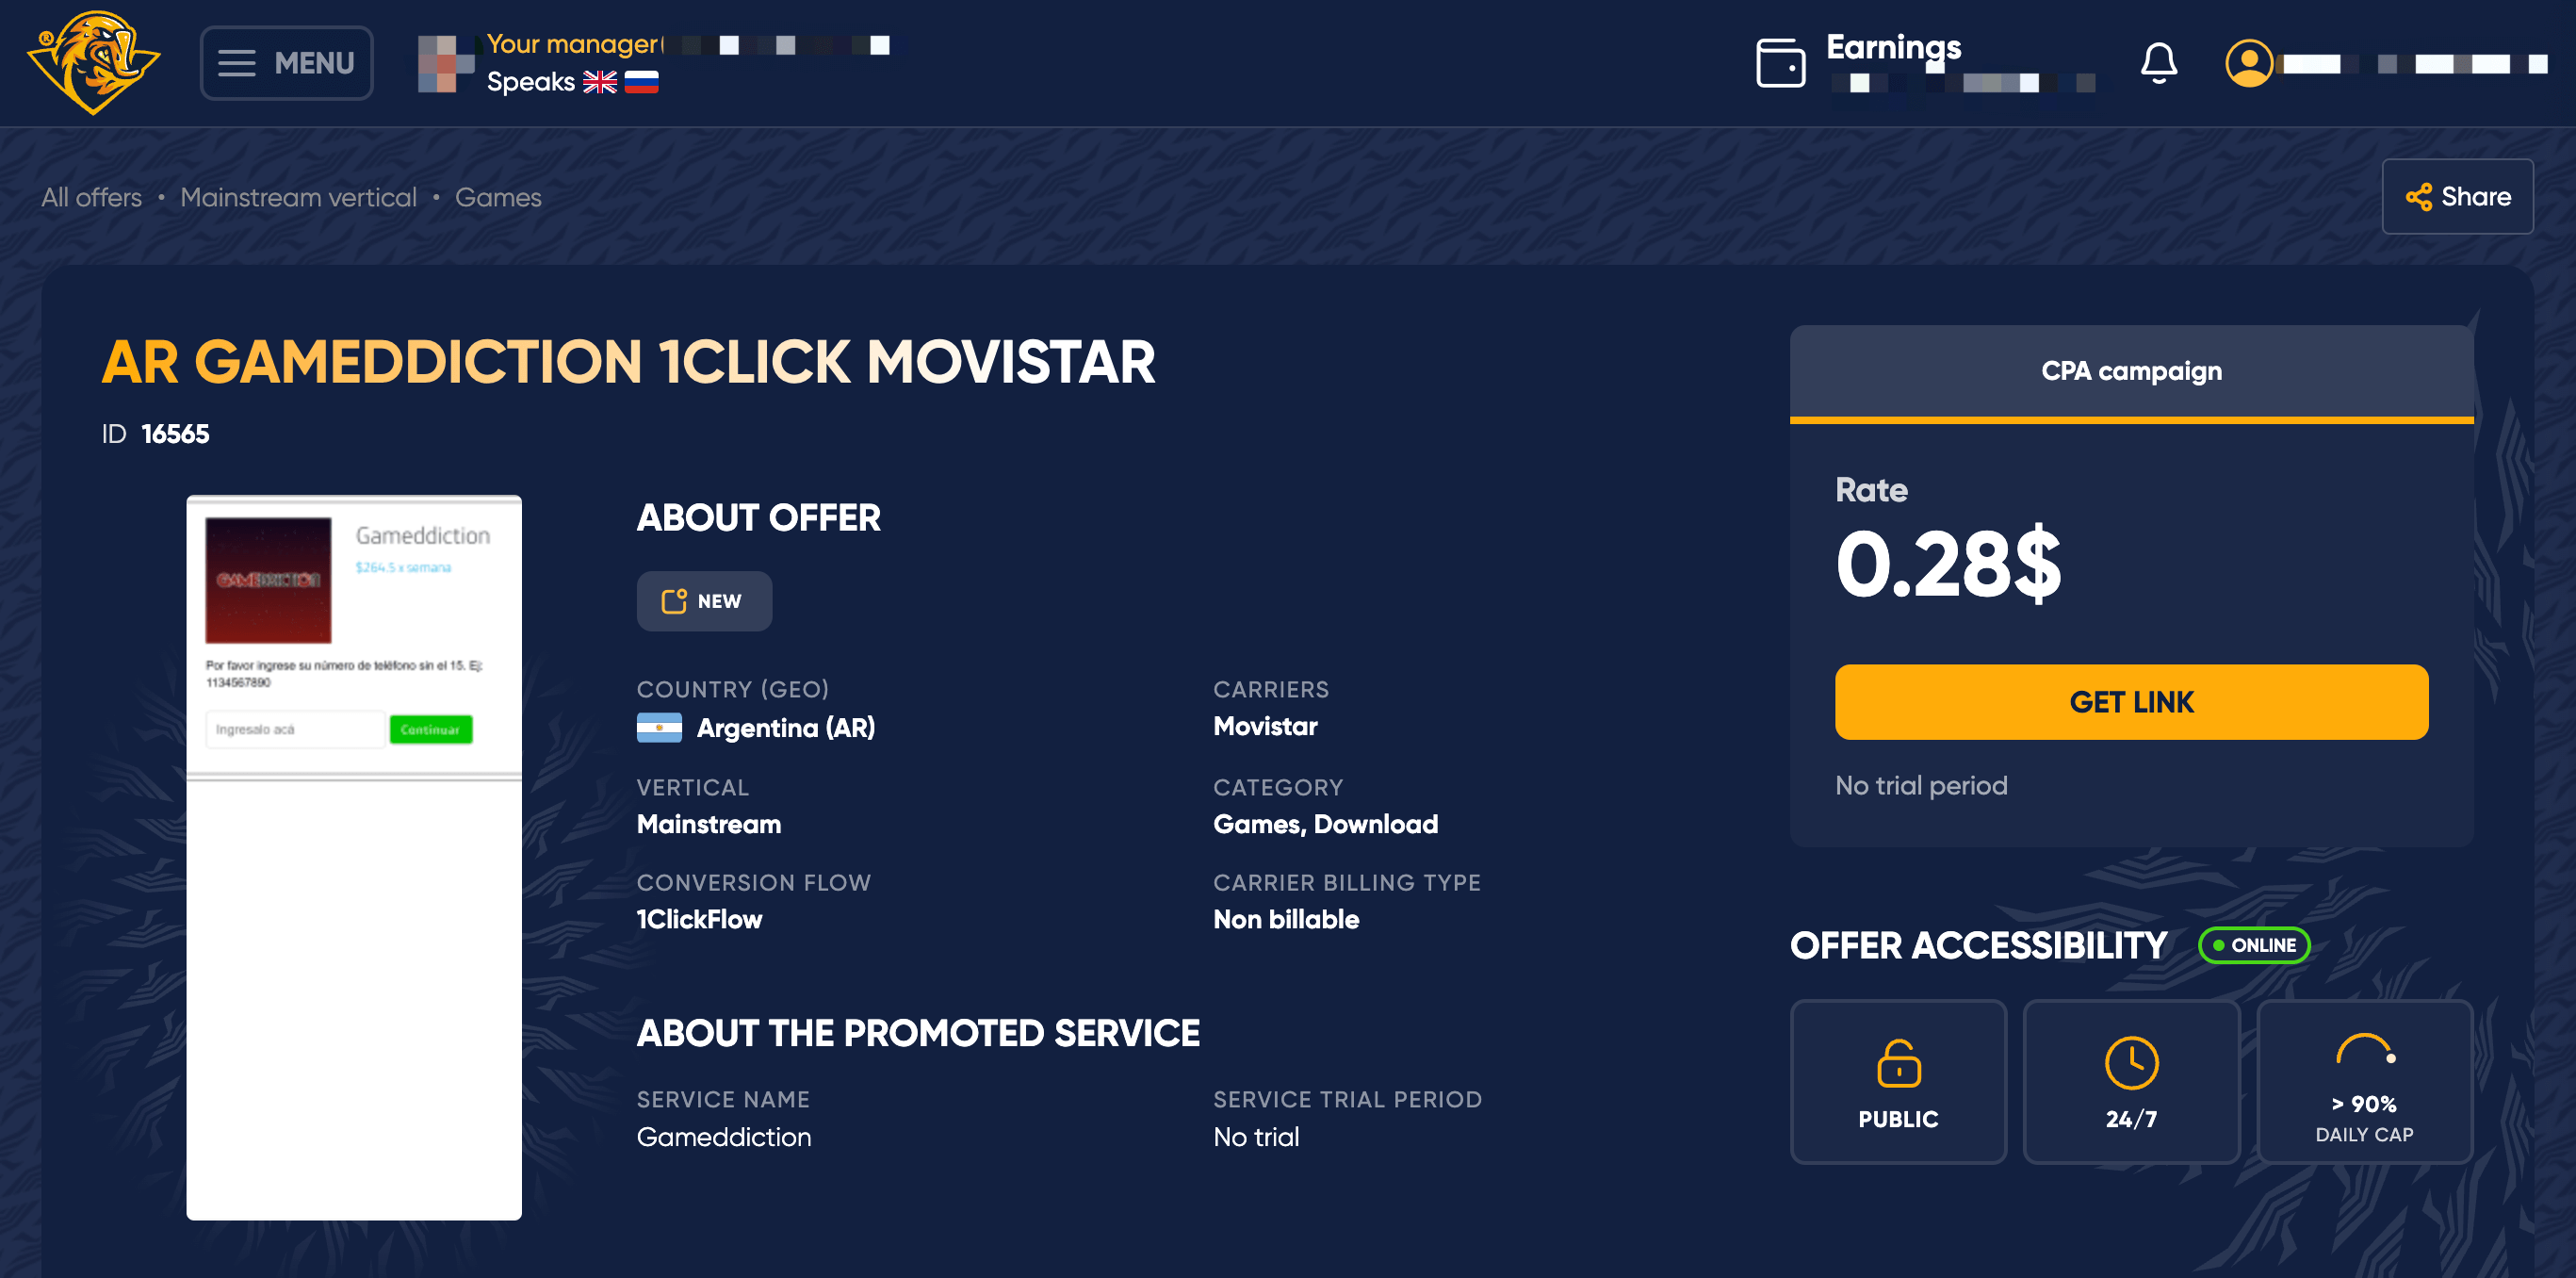 MENU
Your manager
Speaks
Earnings
All offers • Mainstream vertical • Games
Share
AR GAMEDDICTION 1CLICK MOVISTAR
ID 16565
GAMEDDICTION
Gameddiction
$264.5 x semana
Por favor ingrese su número de teléfono sin el 15. Ej:
1134567890
Ingresalo acá
Continuar
ABOUT OFFER
NEW
COUNTRY (GEO)
Argentina (AR)
CARRIERS
Movistar
VERTICAL
Mainstream
CATEGORY
Games, Download
CONVERSION FLOW
1ClickFlow
CARRIER BILLING TYPE
Non billable
ABOUT THE PROMOTED SERVICE
SERVICE NAME
Gameddiction
SERVICE TRIAL PERIOD
No trial
CPA campaign
Rate
0.28$
GET LINK
No trial period
OFFER ACCESSIBILITY
ONLINE
PUBLIC
24/7
> 90%
DAILY CAP